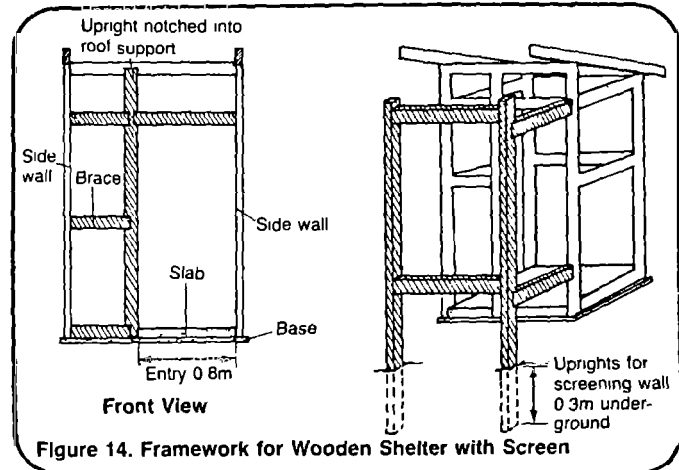 Upright notched into
roof support
Side
wall
Brace
Side wall
Slab
Base
Entry 0 8m
Front View
Uprights for
screening wall
0 3m under-
ground
Figure 14. Framework for Wooden Shelter with Screen